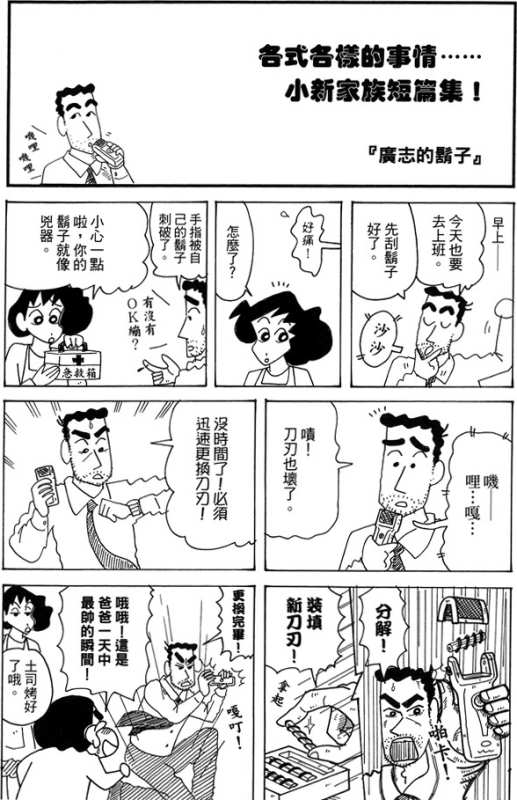 各式各樣的事情⋯⋯
小新家族短篇集！
『廣志的鬍子』
嘰哩
嘰哩
早上——
今天也要
去上班。
先刮鬍子
好了。
沙沙
好痛！
怎麼了？
手指被自
己的鬍子
刺破了。
有沒有
OK繃？
小心一點
啦，你的
鬍子就像
兇器。
急救箱
嘰——
哩⋯嘎⋯
嘖！
刀刃也壞了。
沒時間了！必須
迅速更換刀刃！
分解！
啪卡！
裝填
新刀刃！
拿起
更換完畢！
嘎叮！
哦哦！這是
爸爸一天中
最帥的瞬間！
土司烤好
了哦。